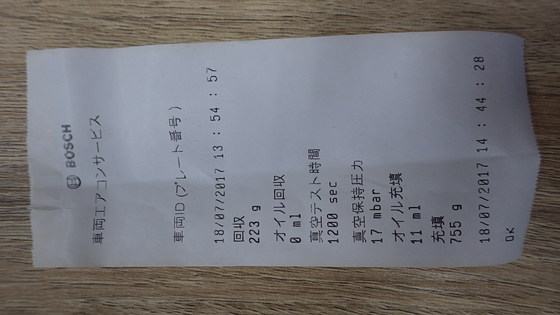 BOSCH
車両エアコンサービス
車両ID(プレート番号)
18/07/2017 13 : 54 : 57
回収
223 g
オイル回収
0 ml
真空テスト時間
1200 sec
真空保持圧力
17 mbar
オイル充填
11 ml
充填
755 g
18/07/2017 14 : 44 : 28
OK